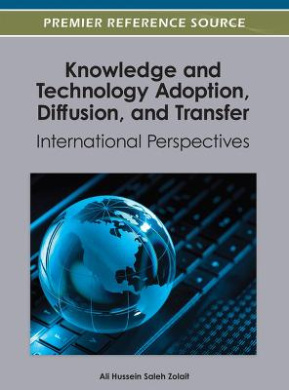 PREMIER REFERENCE SOURCE
Knowledge and
Technology Adoption,
Diffusion, and Transfer
International Perspectives
Ali Hussein Saleh Zolait